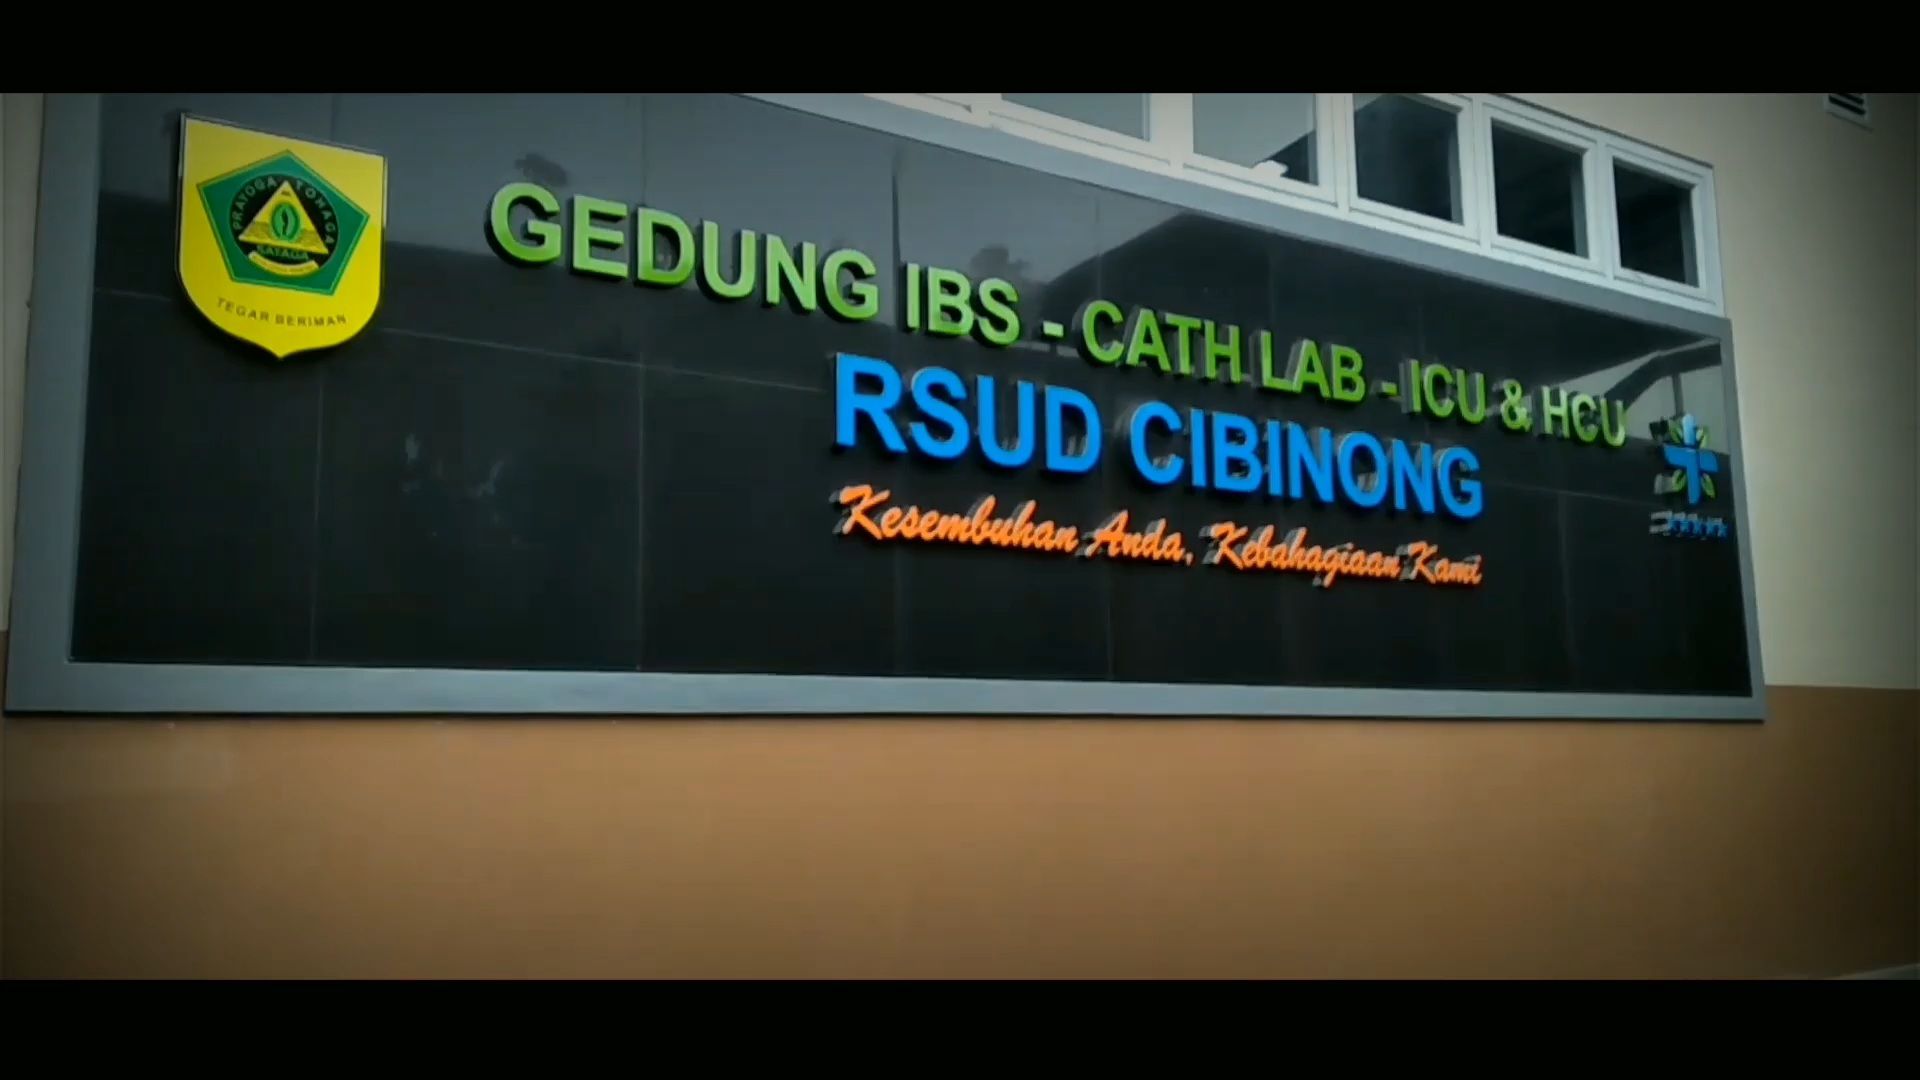 PRAYOGA TOHAGA
SAYAGA
TEGAR BERIMAN
GEDUNG IBS - CATH LAB - ICU & HCU
RSUD CIBINONG
Kesembuhan Anda, Kebahagiaan Kami